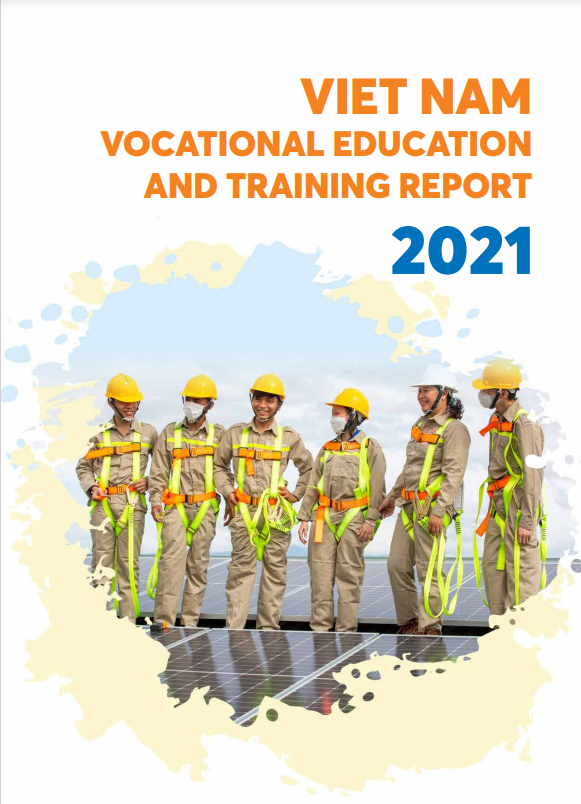 VIET NAM
VOCATIONAL EDUCATION
AND TRAINING REPORT
2021